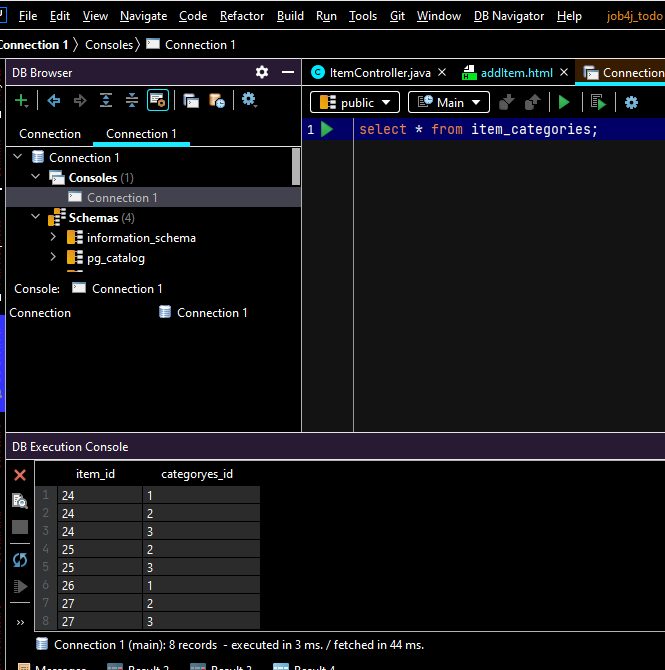 File Edit View Navigate Code Refactor Build Run Tools Git Window DB Navigator Help job4j_todo
Connection 1 Consoles Connection 1
DB Browser
ItemController.java addItem.html Connection
public Main
Connection Connection 1
1 select * from item_categories;
Connection 1
Consoles (1)
Connection 1
Schemas (4)
information_schema
pg_catalog
Console: Connection 1
Connection Connection 1
DB Execution Console
item_id categoryes_id
1 24 1
2 24 2
3 24 3
4 25 2
5 25 3
6 26 1
7 27 2
8 27 3
Connection 1 (main): 8 records - executed in 3 ms. / fetched in 44 ms.
Messages Result 2 Result 3 Result 4